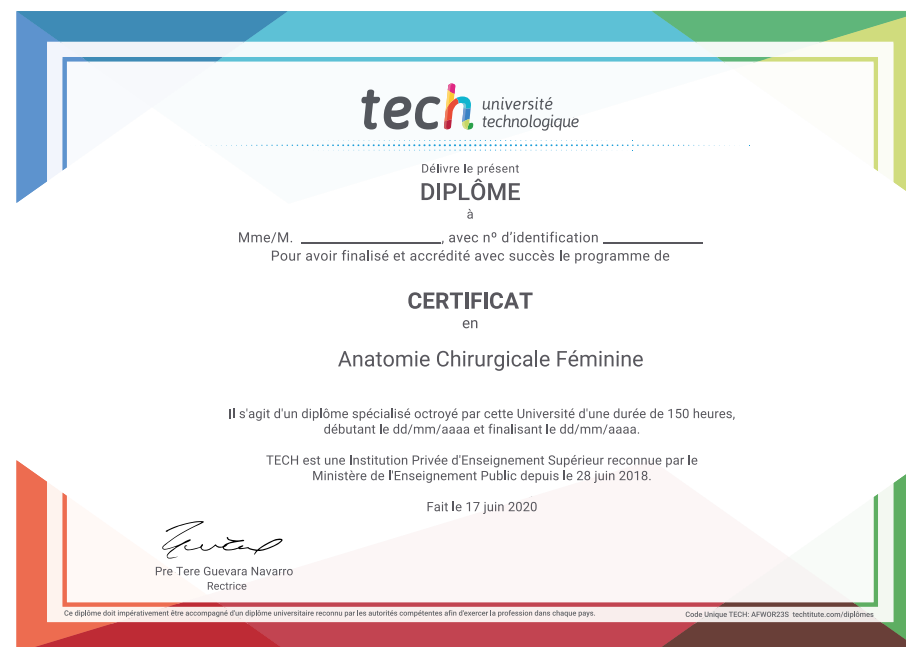 tech université
technologique
Délivre le présent
DIPLÔME
à
Mme/M. ____________________, avec nº d'identification ______________
Pour avoir finalisé et accrédité avec succès le programme de
CERTIFICAT
en
Anatomie Chirurgicale Féminine
Il s'agit d'un diplôme spécialisé octroyé par cette Université d'une durée de 150 heures,
débutant le dd/mm/aaaa et finalisant le dd/mm/aaaa.
TECH est une Institution Privée d'Enseignement Supérieur reconnue par le
Ministère de l'Enseignement Public depuis le 28 juin 2018.
Fait le 17 juin 2020
Pre Tere Guevara Navarro
Rectrice
Ce diplôme doit impérativement être accompagné d'un diplôme universitaire reconnu par les autorités compétentes afin d'exercer la profession dans chaque pays.
Code Unique TECH: AFWOR23S techtitute.com/diplômes